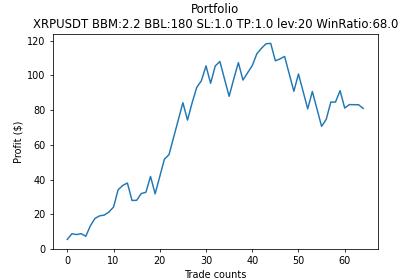 Portfolio
XRPUSDT BBM:2.2 BBL:180 SL:1.0 TP:1.0 lev:20 WinRatio:68.0
120
100
80
60
40
20
0
Profit ($)
0 10 20 30 40 50 60
Trade counts